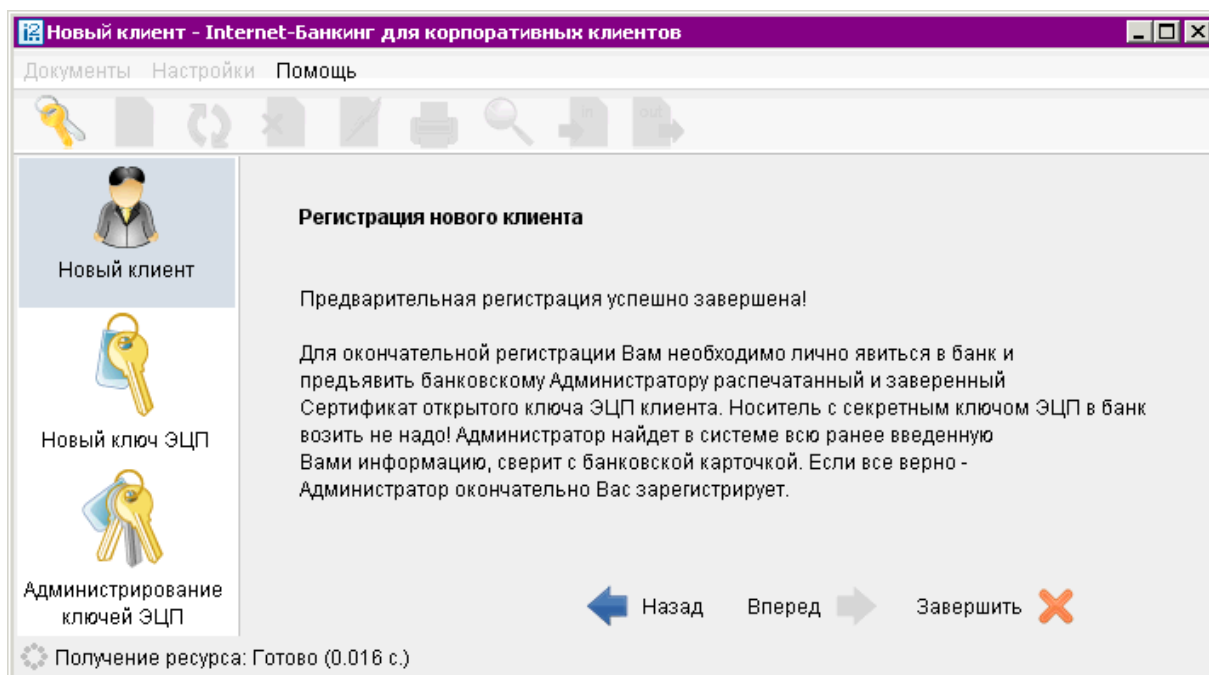 Новый клиент - Internet-Банкинг для корпоративных клиентов
Документы Настройки Помощь
in out
Новый клиент
Новый ключ ЭЦП
Администрирование
ключей ЭЦП
Регистрация нового клиента
Предварительная регистрация успешно завершена!
Для окончательной регистрации Вам необходимо лично явиться в банк и
предъявить банковскому Администратору распечатанный и заверенный
Сертификат открытого ключа ЭЦП клиента. Носитель с секретным ключом ЭЦП в банк
возить не надо! Администратор найдет в системе всю ранее введенную
Вами информацию, сверит с банковской карточкой. Если все верно -
Администратор окончательно Вас зарегистрирует.
Назад Вперед Завершить
Получение ресурса: Готово (0.016 с.)